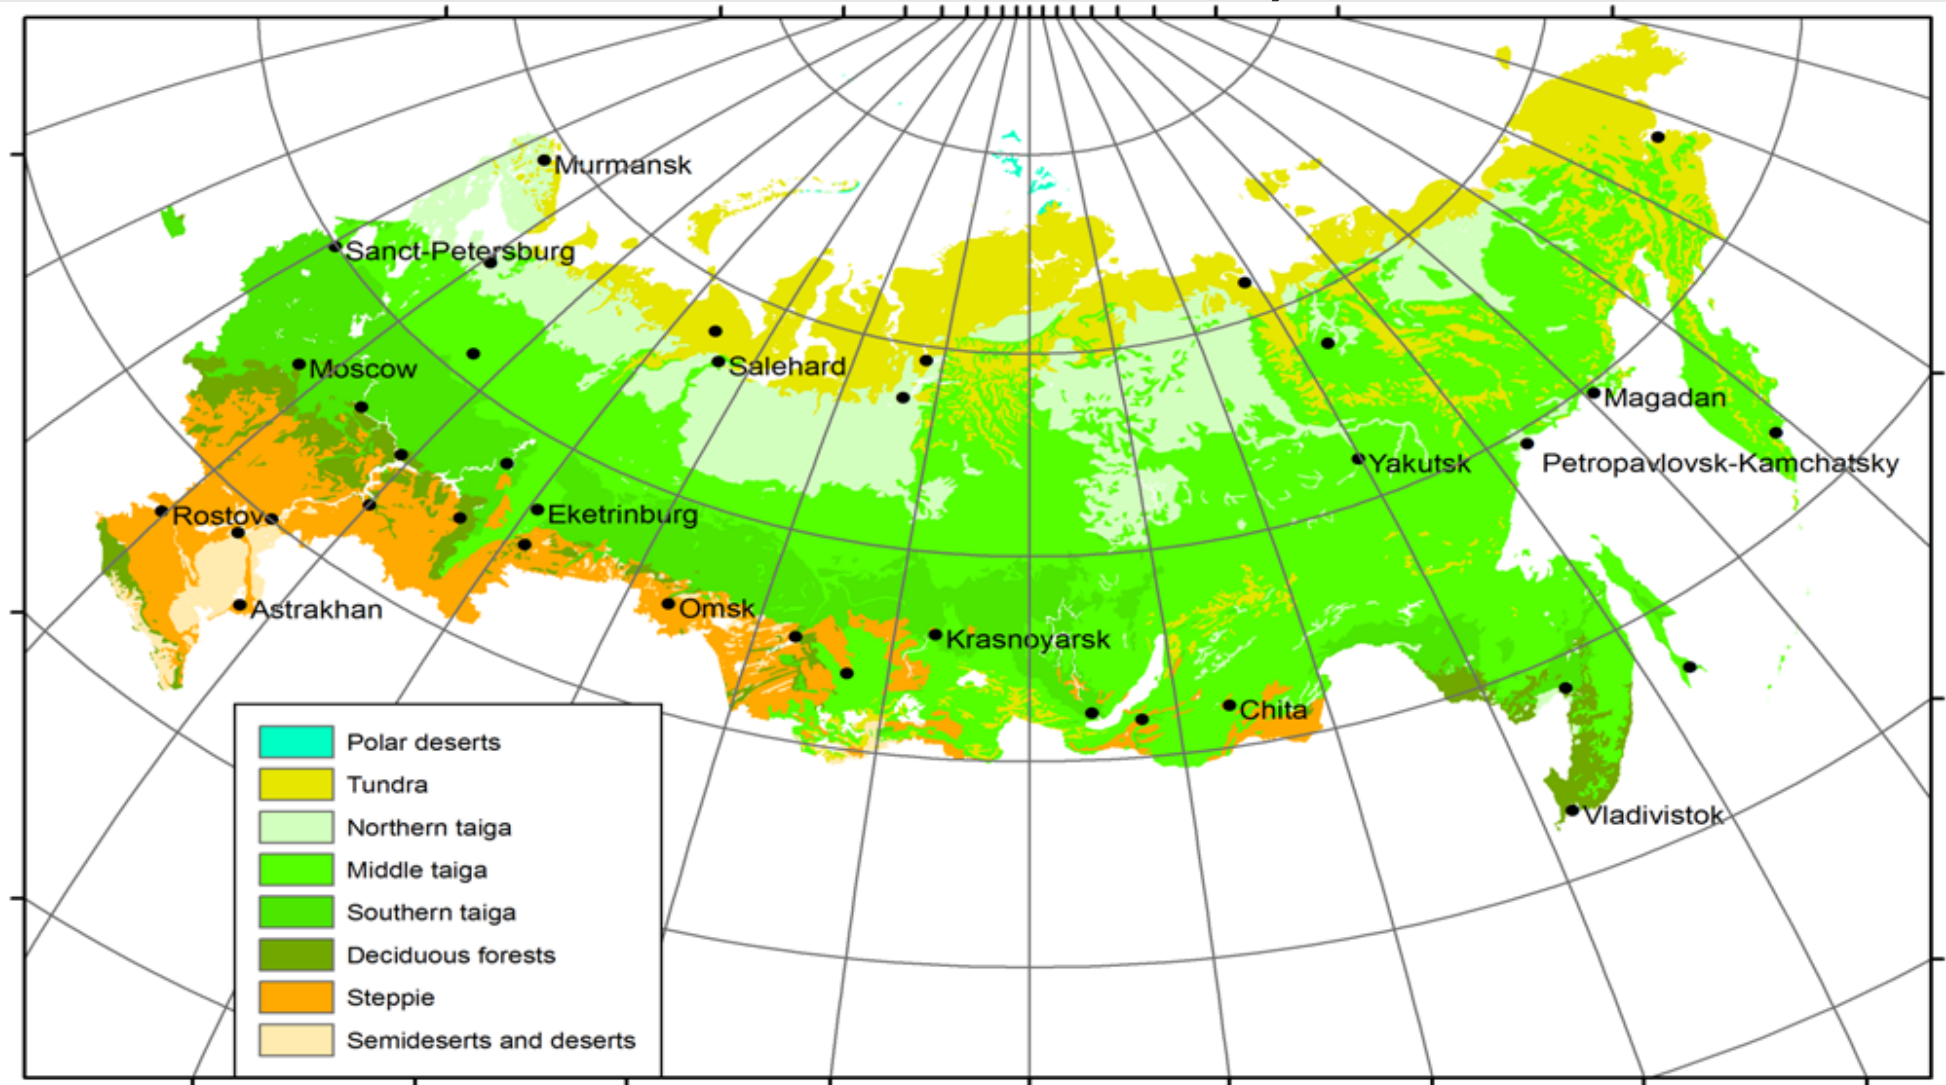 Murmansk
Sanct-Petersburg
Moscow
Salehard
Magadan
Yakutsk
Petropavlovsk-Kamchatsky
Rostov
Eketrinburg
Astrakhan
Omsk
Krasnoyarsk
Chita
Vladivistok
Polar deserts
Tundra
Northern taiga
Middle taiga
Southern taiga
Deciduous forests
Steppie
Semideserts and deserts